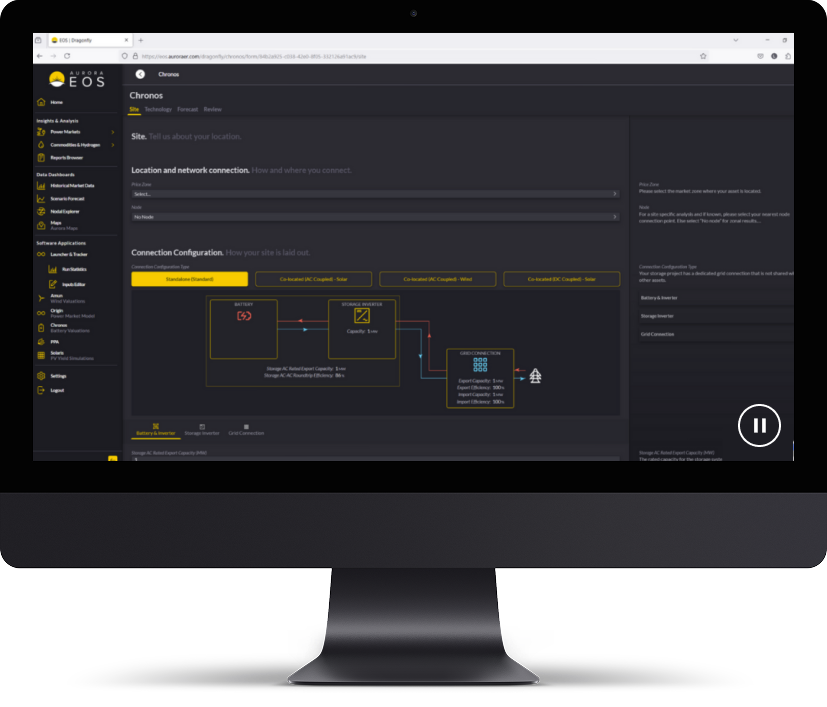 EOS | Dragonfly
AURORA
EOS
Home
Insights & Analysis
Power Markets
Commodities & Hydrogen
Reports Browser
Data Dashboards
Historical Market Data
Scenario Forecast
Nodal Explorer
Maps
Aurora Maps
Software Applications
Launcher & Tracker
Run Statistics
Inputs Editor
Amun
Wind Valuations
Origin
Power Market Model
Chronos
Battery Valuations
PPA
Solaris
PV Yield Simulations
Settings
Logout
Chronos
Chronos
Site Technology Forecast Review
Site. Tell us about your location.
Location and network connection. How and where you connect.
Price Zone
Select...
Node
No Node
Connection Configuration. How your site is laid out.
Connection Configuration Type
Standalone (Standard)
Co-located (AC Coupled) - Solar
Co-located (AC Coupled) - Wind
Co-located (DC Coupled) - Solar
BATTERY
STORAGE INVERTER
Capacity: 1 MW
Storage AC Rated Export Capacity: 1 MW
Storage AC-AC Roundtrip Efficiency: 86 %
GRID CONNECTION
Export Capacity: 1 MW
Export Efficiency: 100 %
Import Capacity: 1 MW
Import Efficiency: 100 %
Battery & Inverter
Storage Inverter
Grid Connection
Storage AC Rated Export Capacity (MW)
Price Zone
Please select the market zone where your asset is located.
Node
For a site-specific analysis and if known, please select your nearest node
connection point. Else select "No node" for zonal results...
Connection Configuration Type
Your storage project has a dedicated grid connection that is not shared
other assets.
Battery & Inverter
Storage Inverter
Grid Connection
Storage AC Rated Export Capacity (MW)
The rated capacity for the storage node